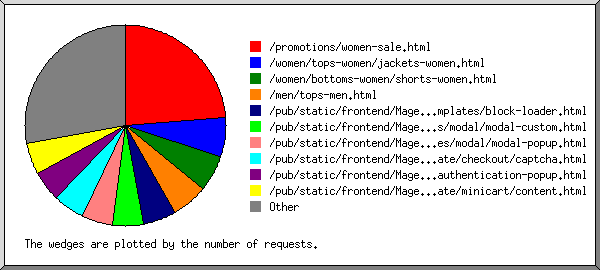 /promotions/women-sale.html
/women/tops-women/jackets-women.html
/women/bottoms-women/shorts-women.html
/men/tops-men.html
/pub/static/frontend/Mage...mplates/block-loader.html
/pub/static/frontend/Mage...s/modal/modal-custom.html
/pub/static/frontend/Mage...es/modal/modal-popup.html
/pub/static/frontend/Mage...ate/checkout/captcha.html
/pub/static/frontend/Mage...authentication-popup.html
/pub/static/frontend/Mage...ate/minicart/content.html
Other
The wedges are plotted by the number of requests.